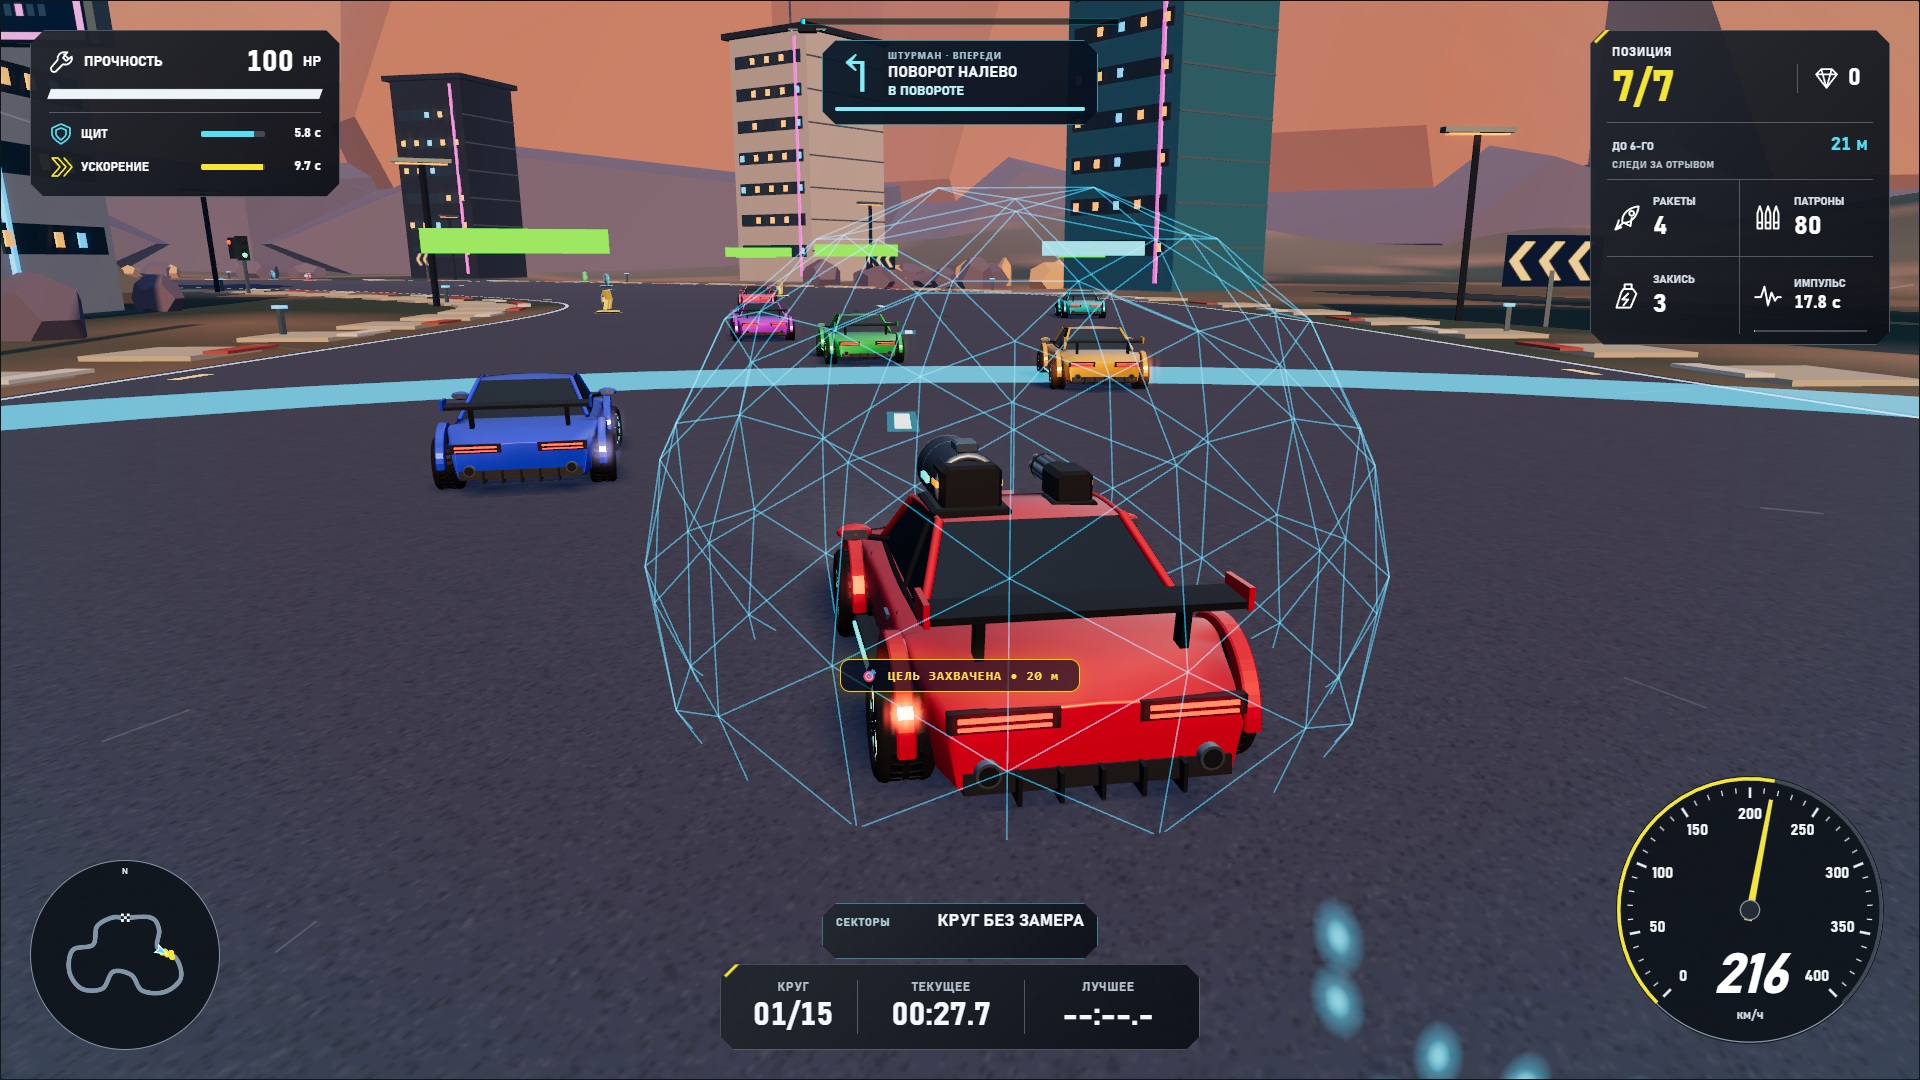 ПРОЧНОСТЬ 100 HP
ЩИТ 5.8 с
УСКОРЕНИЕ 9.7 с
ШТУРМАН · ВПЕРЕДИ
ПОВОРОТ НАЛЕВО
В ПОВОРОТЕ
ПОЗИЦИЯ
7/7 0
ДО 6-ГО 21 м
СЛЕДИ ЗА ОТРЫВОМ
РАКЕТЫ
4
ПАТРОНЫ
80
ЗАКИСЬ
3
ИМПУЛЬС
17.8 с
ЦЕЛЬ ЗАХВАЧЕНА • 20 м
N
СЕКТОРЫ КРУГ БЕЗ ЗАМЕРА
КРУГ
01/15
ТЕКУЩЕЕ
00:27.7
ЛУЧШЕЕ
--:--.-
0
50
100
150
200
250
300
350
400
216
км/ч